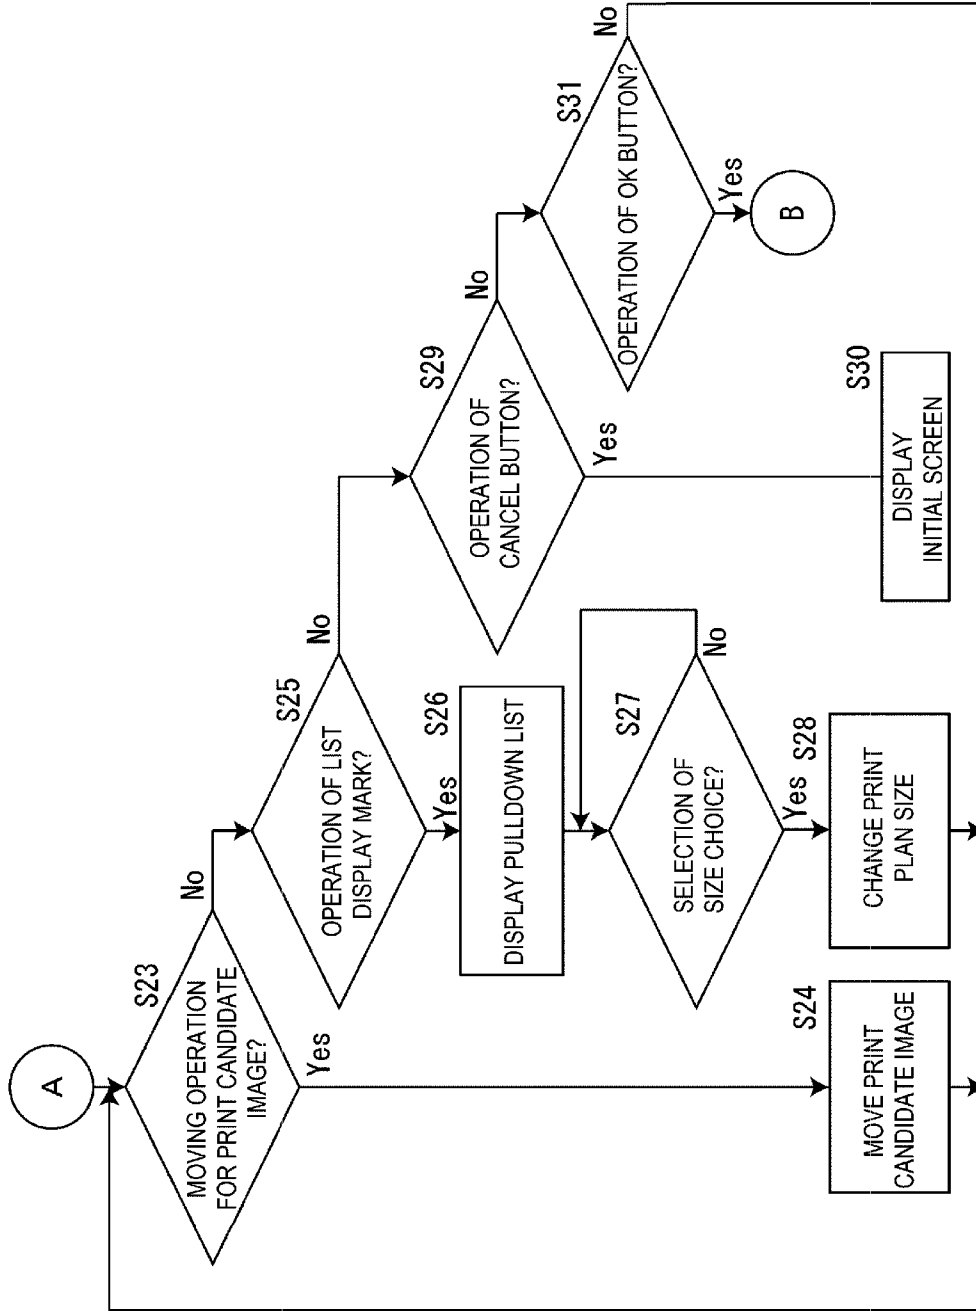 A
S23
MOVING OPERATION
FOR PRINT CANDIDATE
IMAGE?
No
Yes
S24
MOVE PRINT
CANDIDATE IMAGE
S25
OPERATION OF LIST
DISPLAY MARK?
No
Yes
S26
DISPLAY PULLDOWN LIST
S27
SELECTION OF
SIZE CHOICE?
No
Yes
S28
CHANGE PRINT
PLAN SIZE
S29
OPERATION OF
CANCEL BUTTON?
No
Yes
S30
DISPLAY
INITIAL SCREEN
S31
OPERATION OF OK BUTTON?
No
Yes
B